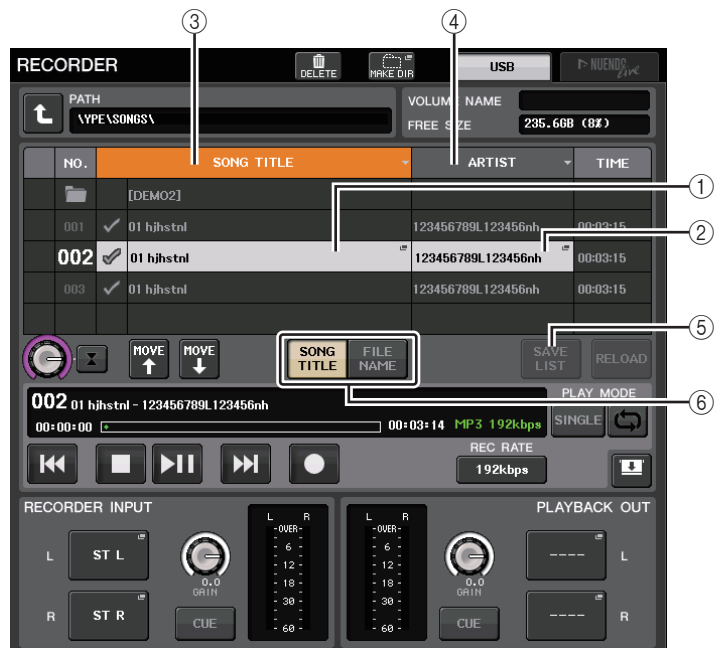 ③ ④
RECORDER DELETE MAKE DIR USB NUENDO Live
PATH VOLUME NAME
\YPE\SONGS\ FREE SIZE 235.6GB (8%)
NO. SONG TITLE ARTIST TIME
[DEMO2] ①
001 01 hjhstnl 123456789L123456nh 00:03:15 ②
002 01 hjhstnl 123456789L123456nh 00:03:15
003 01 hjhstnl 123456789L123456nh 00:03:15
⑤
MOVE MOVE SONG TITLE FILE NAME SAVE LIST RELOAD
⑥
002 01 hjhstnl - 123456789L123456nh PLAY MODE
00:00:00 00:03:14 MP3 192kbps SINGLE
REC RATE
192kbps
RECORDER INPUT L R L R PLAYBACK OUT
-OVER- -OVER-
L ST L - 6 - - 6 - ---- L
- 12 - - 12 -
0.0 - 18 - - 18 - 0.0
GAIN - 30 - - 30 - GAIN
R ST R CUE - 60 - - 60 - CUE ---- R